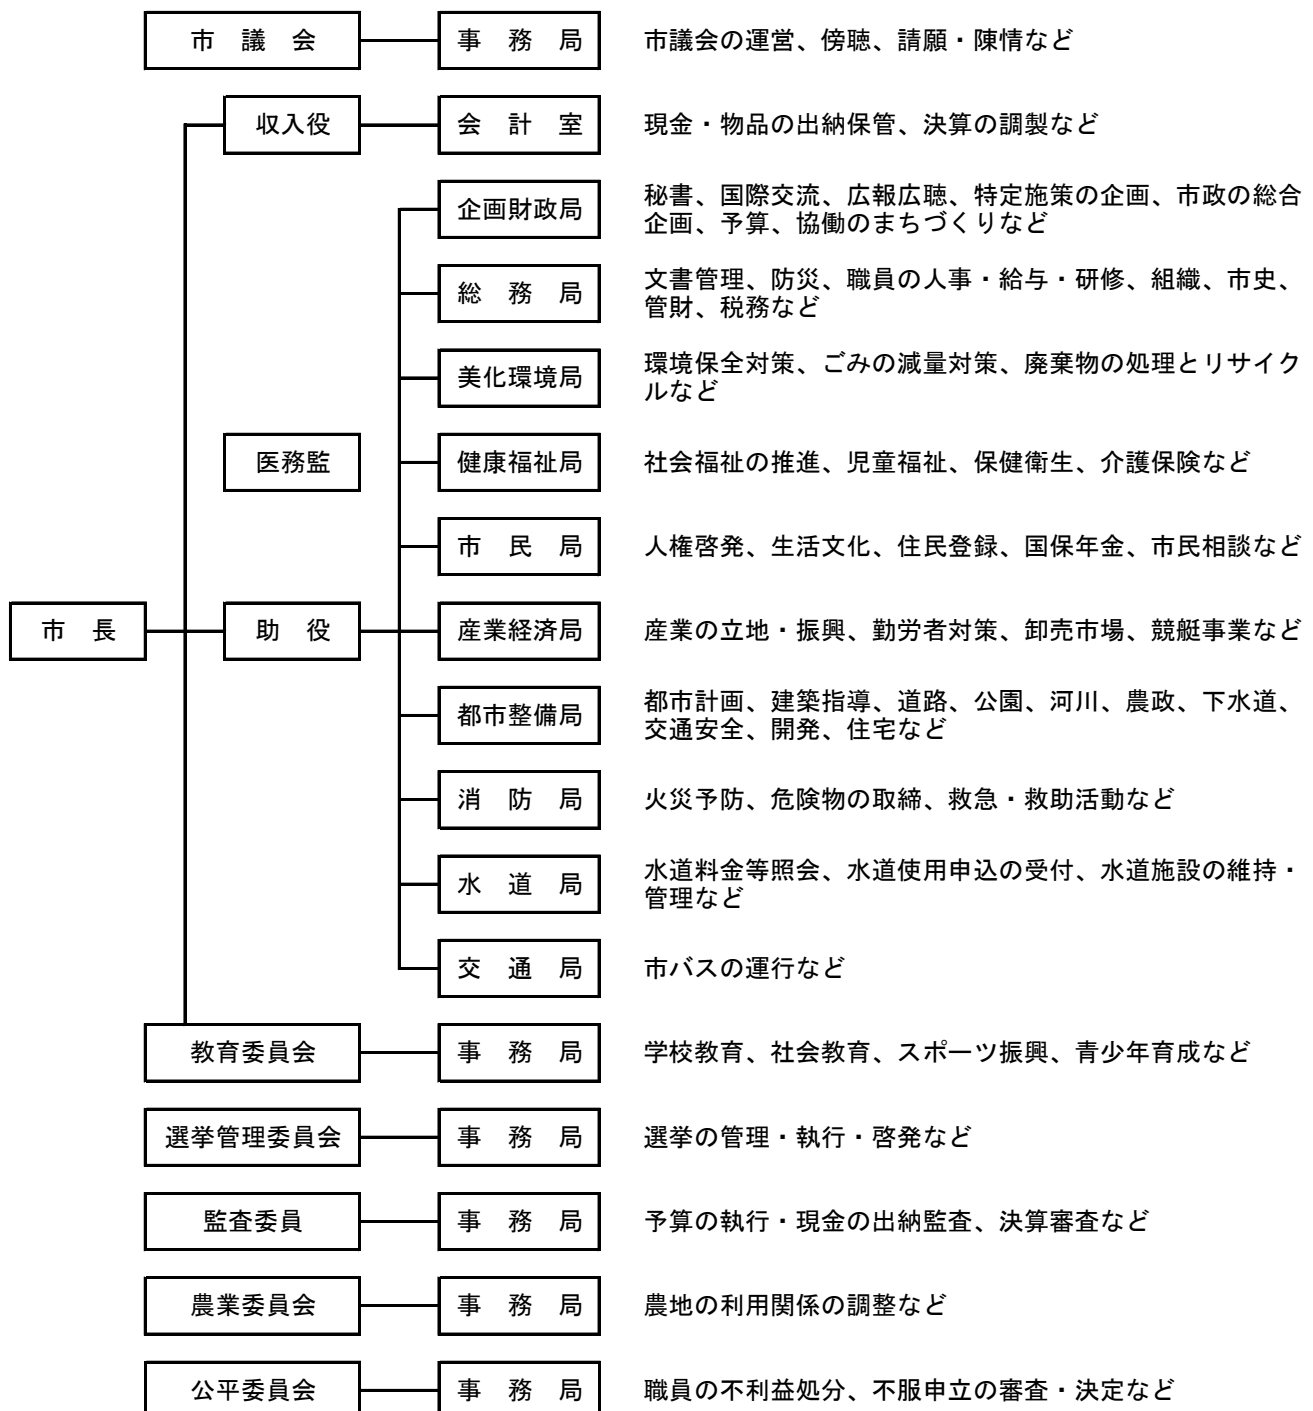 市議会 事務局 市議会の運営、傍聴、請願・陳情など
収入役 会計室 現金・物品の出納保管、決算の調製など
企画財政局 秘書、国際交流、広報広聴、特定施策の企画、市政の総合
企画、予算、協働のまちづくりなど
総務局 文書管理、防災、職員の人事・給与・研修、組織、市史、
管財、税務など
美化環境局 環境保全対策、ごみの減量対策、廃棄物の処理とリサイク
ルなど
医務監 健康福祉局 社会福祉の推進、児童福祉、保健衛生、介護保険など
市民局 人権啓発、生活文化、住民登録、国保年金、市民相談など
市長 助役 産業経済局 産業の立地・振興、勤労者対策、卸売市場、競艇事業など
都市整備局 都市計画、建築指導、道路、公園、河川、農政、下水道、
交通安全、開発、住宅など
消防局 火災予防、危険物の取締、救急・救助活動など
水道局 水道料金等照会、水道使用申込の受付、水道施設の維持・
管理など
交通局 市バスの運行など
教育委員会 事務局 学校教育、社会教育、スポーツ振興、青少年育成など
選挙管理委員会 事務局 選挙の管理・執行・啓発など
監査委員 事務局 予算の執行・現金の出納監査、決算審査など
農業委員会 事務局 農地の利用関係の調整など
公平委員会 事務局 職員の不利益処分、不服申立の審査・決定など